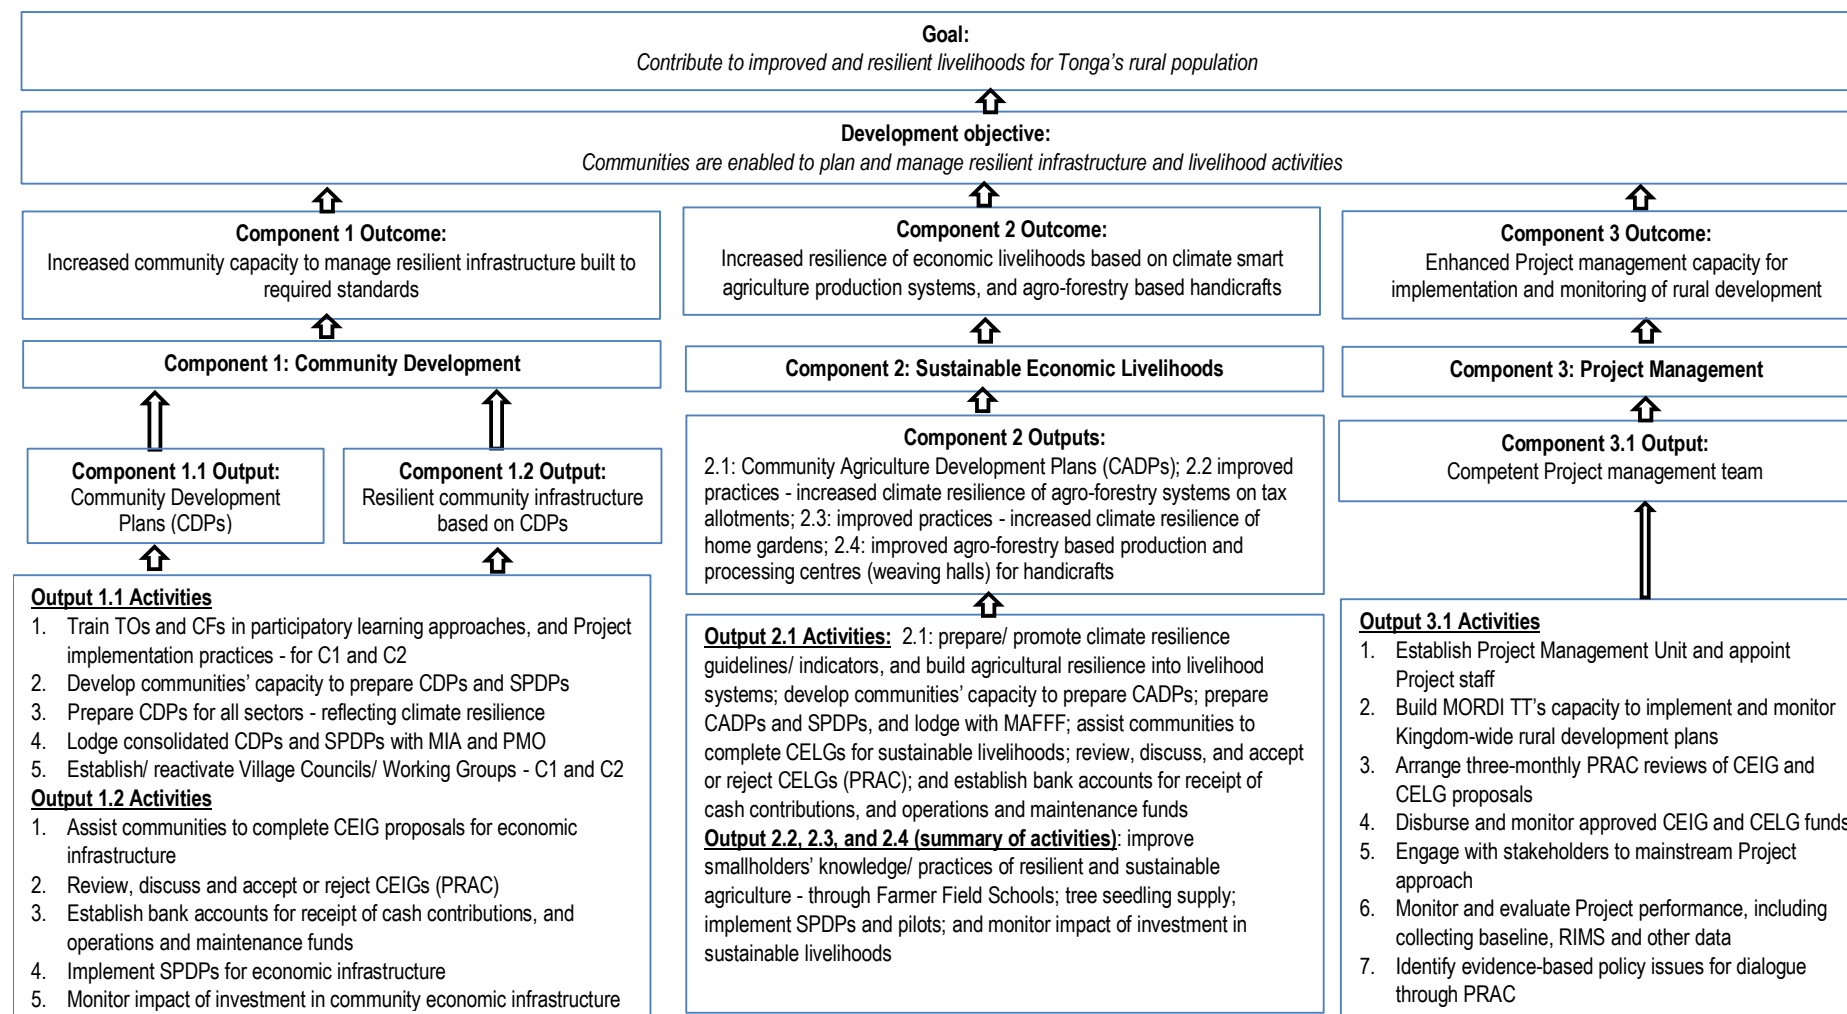 Goal:
Contribute to improved and resilient livelihoods for Tonga's rural population
Development objective:
Communities are enabled to plan and manage resilient infrastructure and livelihood activities
Component 1 Outcome:
Increased community capacity to manage resilient infrastructure built to
required standards
Component 1: Community Development
Component 1.1 Output:
Community Development
Plans (CDPs)
Component 1.2 Output:
Resilient community infrastructure
based on CDPs
Output 1.1 Activities
1. Train TOs and CFs in participatory learning approaches, and Project
implementation practices - for C1 and C2
2. Develop communities' capacity to prepare CDPs and SPDPs
3. Prepare CDPs for all sectors - reflecting climate resilience
4. Lodge consolidated CDPs and SPDPs with MIA and PMO
5. Establish/ reactivate Village Councils/ Working Groups - C1 and C2
Output 1.2 Activities
1. Assist communities to complete CEIG proposals for economic
infrastructure
2. Review, discuss and accept or reject CEIGs (PRAC)
3. Establish bank accounts for receipt of cash contributions, and
operations and maintenance funds
4. Implement SPDPs for economic infrastructure
5. Monitor impact of investment in community economic infrastructure
Component 2 Outcome:
Increased resilience of economic livelihoods based on climate smart
agriculture production systems, and agro-forestry based handicrafts
Component 2: Sustainable Economic Livelihoods
Component 2 Outputs:
2.1: Community Agriculture Development Plans (CADPs); 2.2 improved
practices - increased climate resilience of agro-forestry systems on tax
allotments; 2.3: improved practices - increased climate resilience of
home gardens; 2.4: improved agro-forestry based production and
processing centres (weaving halls) for handicrafts
Output 2.1 Activities: 2.1: prepare/ promote climate resilience
guidelines/ indicators, and build agricultural resilience into livelihood
systems; develop communities' capacity to prepare CADPs; prepare
CADPs and SPDPs, and lodge with MAFFF; assist communities to
complete CELGs for sustainable livelihoods; review, discuss, and accept
or reject CELGs (PRAC); and establish bank accounts for receipt of
cash contributions, and operations and maintenance funds
Output 2.2, 2.3, and 2.4 (summary of activities): improve
smallholders' knowledge/ practices of resilient and sustainable
agriculture - through Farmer Field Schools; tree seedling supply;
implement SPDPs and pilots; and monitor impact of investment in
sustainable livelihoods
Component 3 Outcome:
Enhanced Project management capacity for
implementation and monitoring of rural development
Component 3: Project Management
Component 3.1 Output:
Competent Project management team
Output 3.1 Activities
1. Establish Project Management Unit and appoint
Project staff
2. Build MORDI TT's capacity to implement and monitor
Kingdom-wide rural development plans
3. Arrange three-monthly PRAC reviews of CEIG and
CELG proposals
4. Disburse and monitor approved CEIG and CELG funds
5. Engage with stakeholders to mainstream Project
approach
6. Monitor and evaluate Project performance, including
collecting baseline, RIMS and other data
7. Identify evidence-based policy issues for dialogue
through PRAC